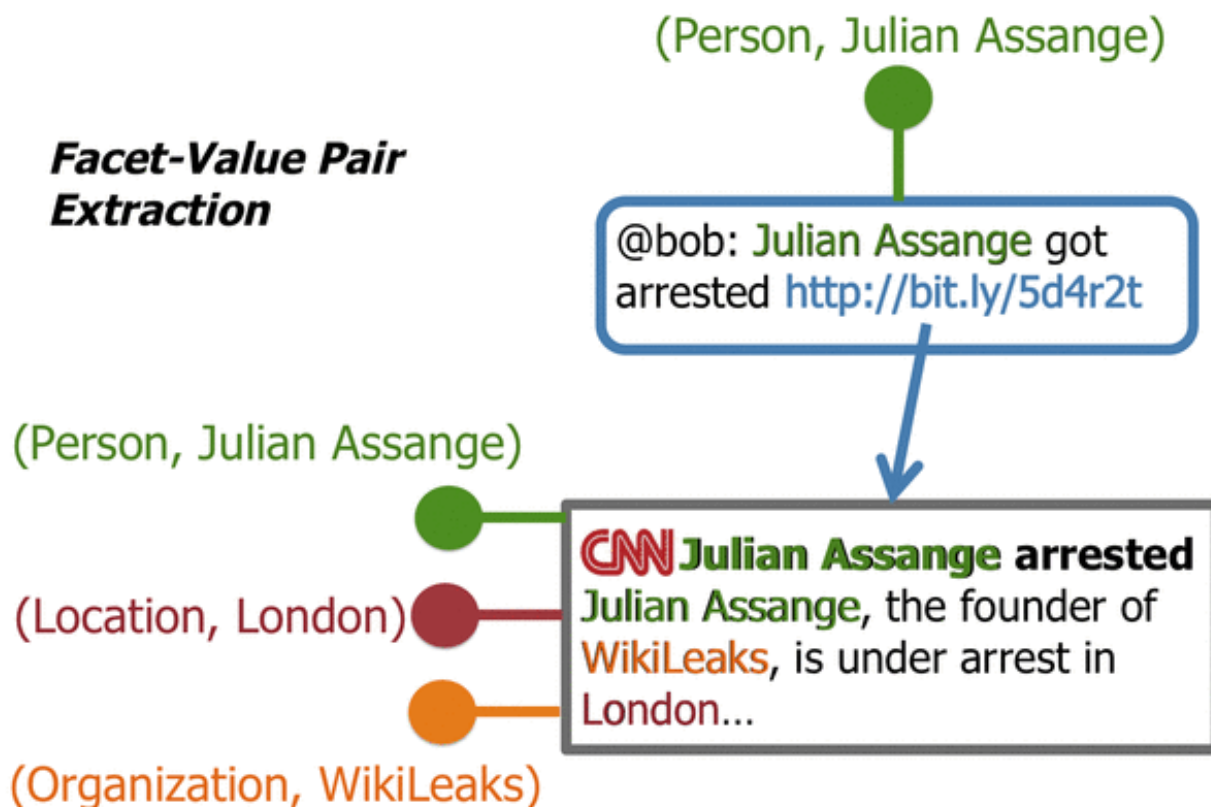 (Person, Julian Assange)
Facet-Value Pair
Extraction
@bob: Julian Assange got
arrested http://bit.ly/5d4r2t
(Person, Julian Assange)
(Location, London)
(Organization, WikiLeaks)
CNN Julian Assange arrested
Julian Assange, the founder of
WikiLeaks, is under arrest in
London...